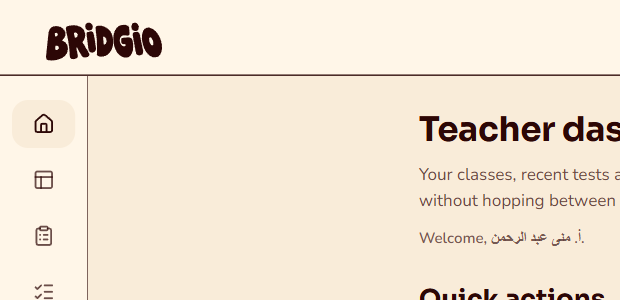 BRiDGiO
Teacher das
Your classes, recent tests a
without hopping between
Welcome, أ. منى عبد الرحمن.
Quick actions